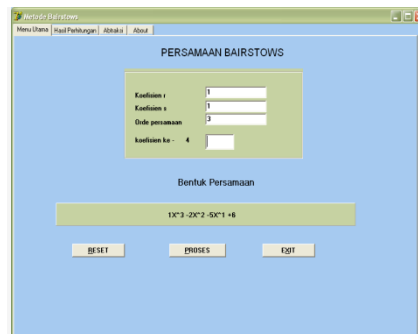 Metode Bairstows
Menu Utama Hasil Perhitungan Abtraksi About
PERSAMAAN BAIRSTOWS
Koefisien r 1
Koefisien s 1
Orde persamaan 3
koefisien ke - 4
Bentuk Persamaan
1X^3 -2X^2 -5X^1 +6
RESET PROSES EXIT